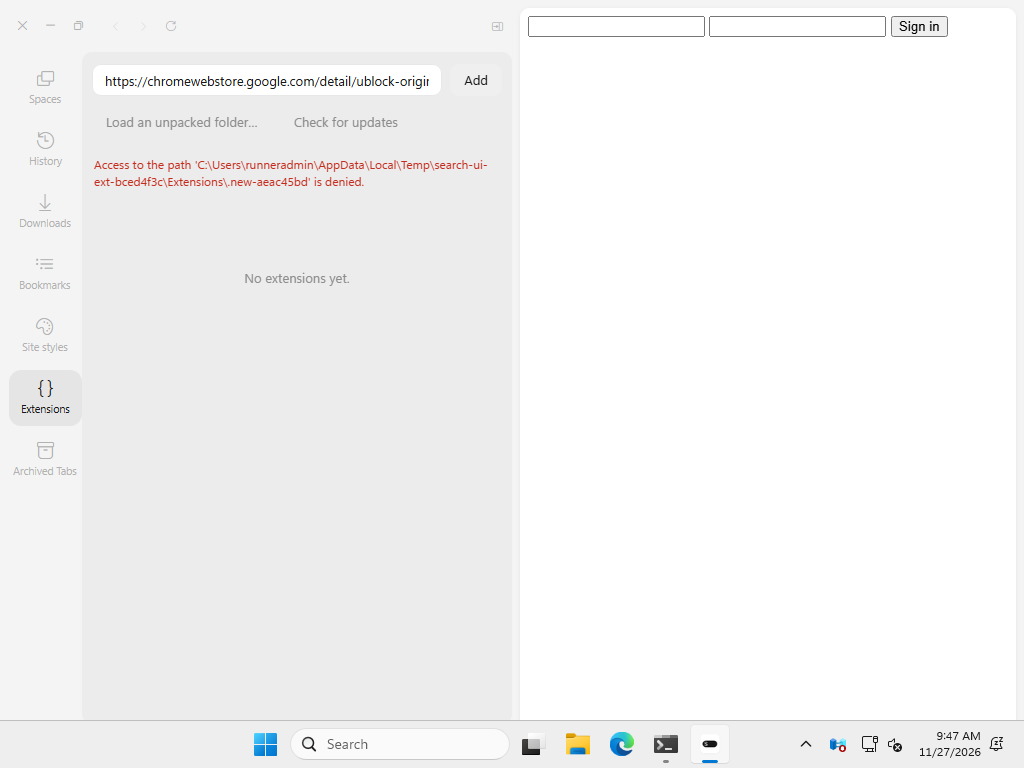 Sign in
Spaces
History
Downloads
Bookmarks
Site styles
{ }
Extensions
Archived Tabs
https://chromewebstore.google.com/detail/ublock-origin
Add
Load an unpacked folder...
Check for updates
Access to the path 'C:\Users\runneradmin\AppData\Local\Temp\search-ui-
ext-bced4f3c\Extensions\.new-aeac45bd' is denied.
No extensions yet.
Search
9:47 AM
11/27/2026